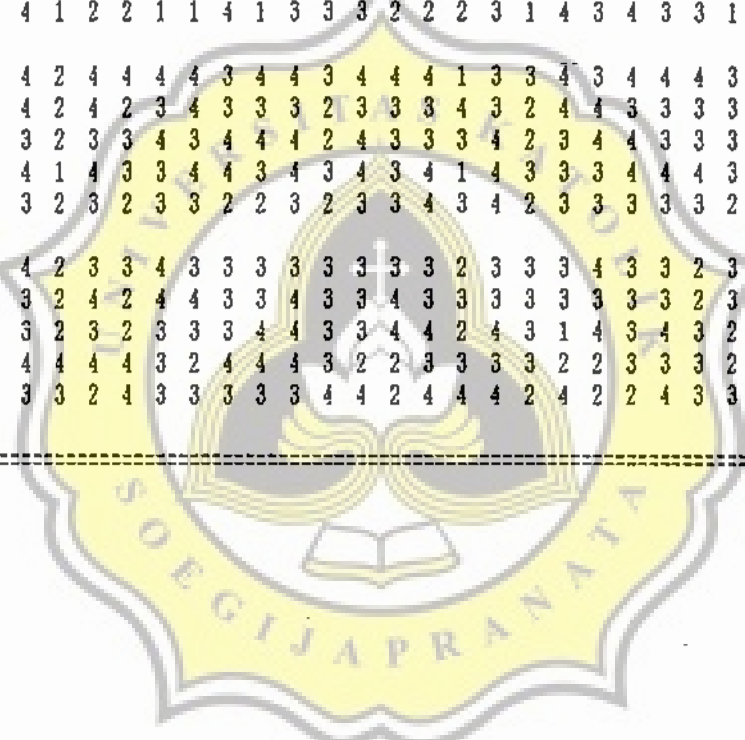 4 1 2 2 1 1 4 1 3 3 3 2 2 2 3 1 4 3 4 3 3 1
4 2 4 4 4 4 3 4 4 3 4 4 4 1 3 3 4 3 4 4 4 3
4 2 4 2 3 4 3 3 3 2 3 3 3 4 3 2 4 4 3 3 3 3
3 2 3 3 4 3 4 4 4 2 4 3 3 3 4 2 3 4 4 3 3 3
4 1 4 3 3 4 4 3 4 3 4 3 4 1 4 3 3 3 4 4 4 3
3 2 3 2 3 3 2 2 3 2 3 3 4 3 4 2 3 3 3 3 3 2
4 2 3 3 4 3 3 3 3 3 3 3 3 2 3 3 3 4 3 3 2 3
3 2 4 2 4 4 3 3 4 3 3 4 3 3 3 3 3 3 3 3 2 3
3 2 3 2 3 3 3 4 4 3 3 4 4 2 4 3 1 4 3 4 3 2
4 4 4 4 3 2 4 4 4 3 2 2 3 3 3 3 2 2 3 3 3 2
3 3 2 4 3 3 3 3 3 4 4 2 4 4 4 2 4 2 2 4 3 3
UNIVERSITAS KATOLIK
SOEGIJAPRANATA